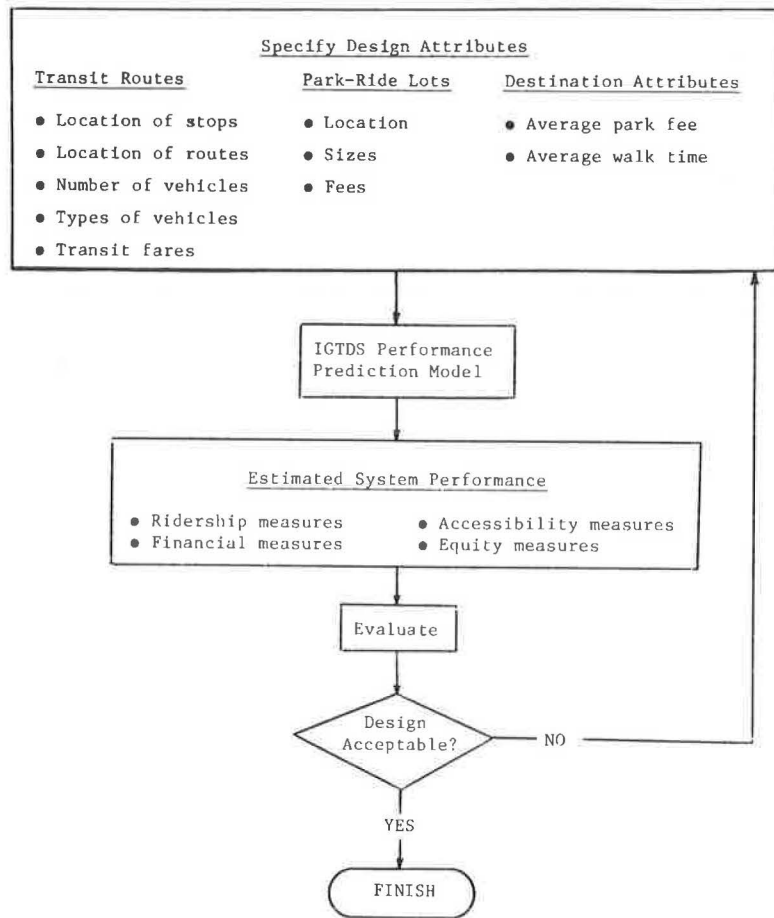 Specify Design Attributes
Transit Routes
• Location of stops
• Location of routes
• Number of vehicles
• Types of vehicles
• Transit fares
Park-Ride Lots
• Location
• Sizes
• Fees
Destination Attributes
• Average park fee
• Average walk time
IGTDS Performance
Prediction Model
Estimated System Performance
• Ridership measures
• Financial measures
• Accessibility measures
• Equity measures
Evaluate
Design
Acceptable?
NO
YES
FINISH